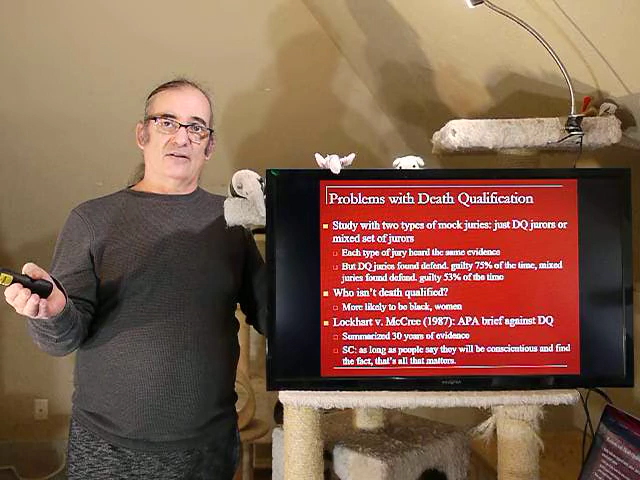 Problems with Death Qualification
Study with two types of mock juries: just DQ jurors or
mixed set of jurors
Each type of jury heard the same evidence
But DQ juries found defend. guilty 75% of the time, mixed
juries found defend. guilty 53% of the time
Who isn't death qualified?
More likely to be black, women
Lockhart v. McCree (1987): APA brief against DQ
Summarized 30 years of evidence
SC: as long as people say they will be conscientious and find
the fact, that's all that matters.